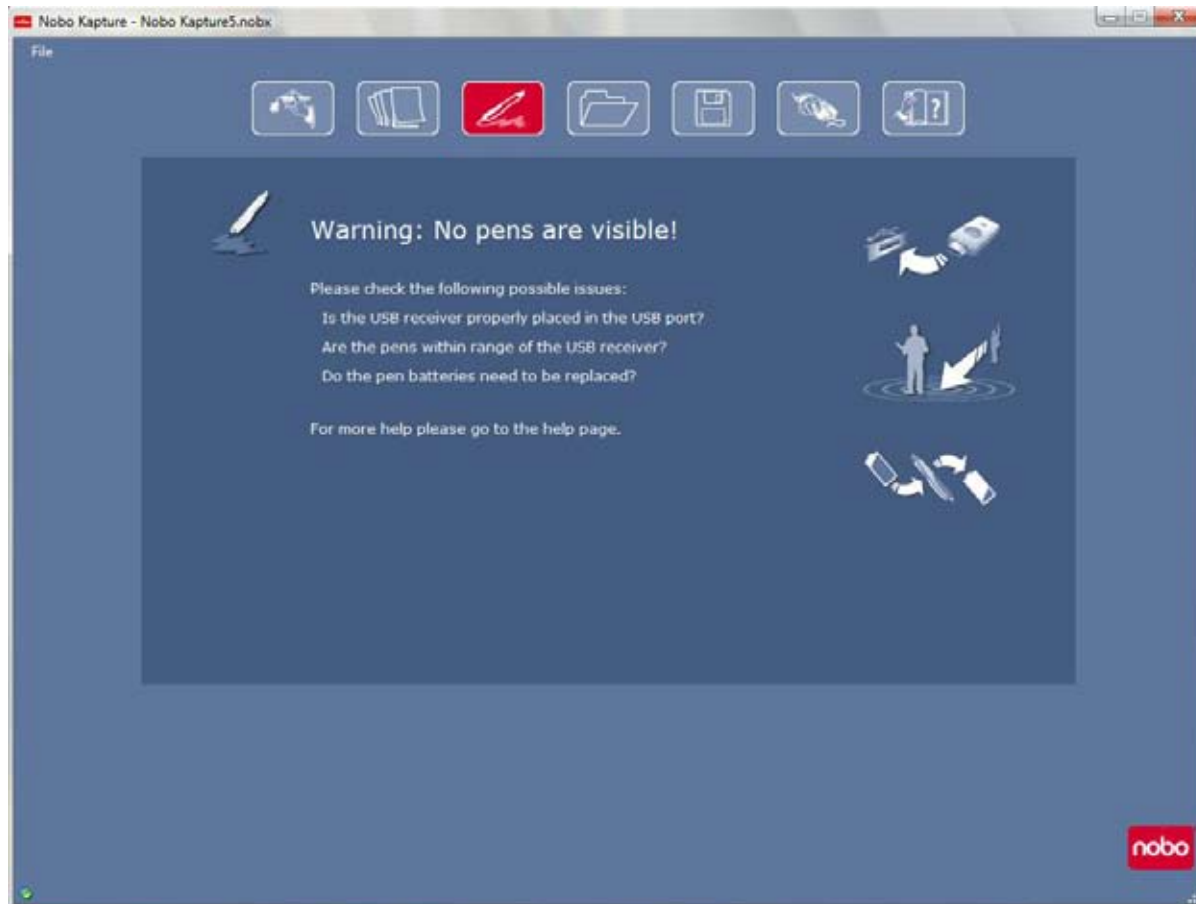 Nobo Kapture - Nobo Kapture5.nobx
File
?
Warning: No pens are visible!
Please check the following possible issues:
Is the USB receiver properly placed in the USB port?
Are the pens within range of the USB receiver?
Do the pen batteries need to be replaced?
For more help please go to the help page.
nobo